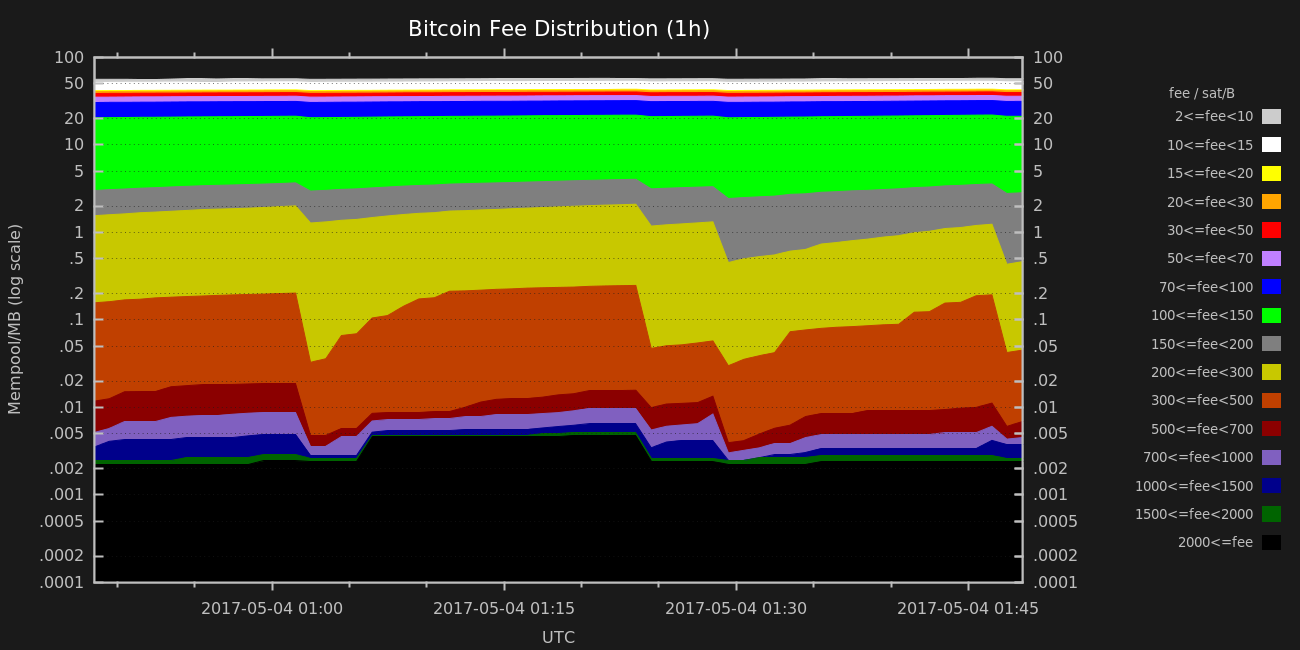 Bitcoin Fee Distribution (1h)
Mempool/MB (log scale)
100
50
20
10
5
2
1
.5
.2
.1
.05
.02
.01
.005
.002
.001
.0005
.0002
.0001
100
50
20
10
5
2
1
.5
.2
.1
.05
.02
.01
.005
.002
.001
.0005
.0002
.0001
2017-05-04 01:00 2017-05-04 01:15 2017-05-04 01:30 2017-05-04 01:45
UTC
fee / sat/B
2<=fee<10
10<=fee<15
15<=fee<20
20<=fee<30
30<=fee<50
50<=fee<70
70<=fee<100
100<=fee<150
150<=fee<200
200<=fee<300
300<=fee<500
500<=fee<700
700<=fee<1000
1000<=fee<1500
1500<=fee<2000
2000<=fee